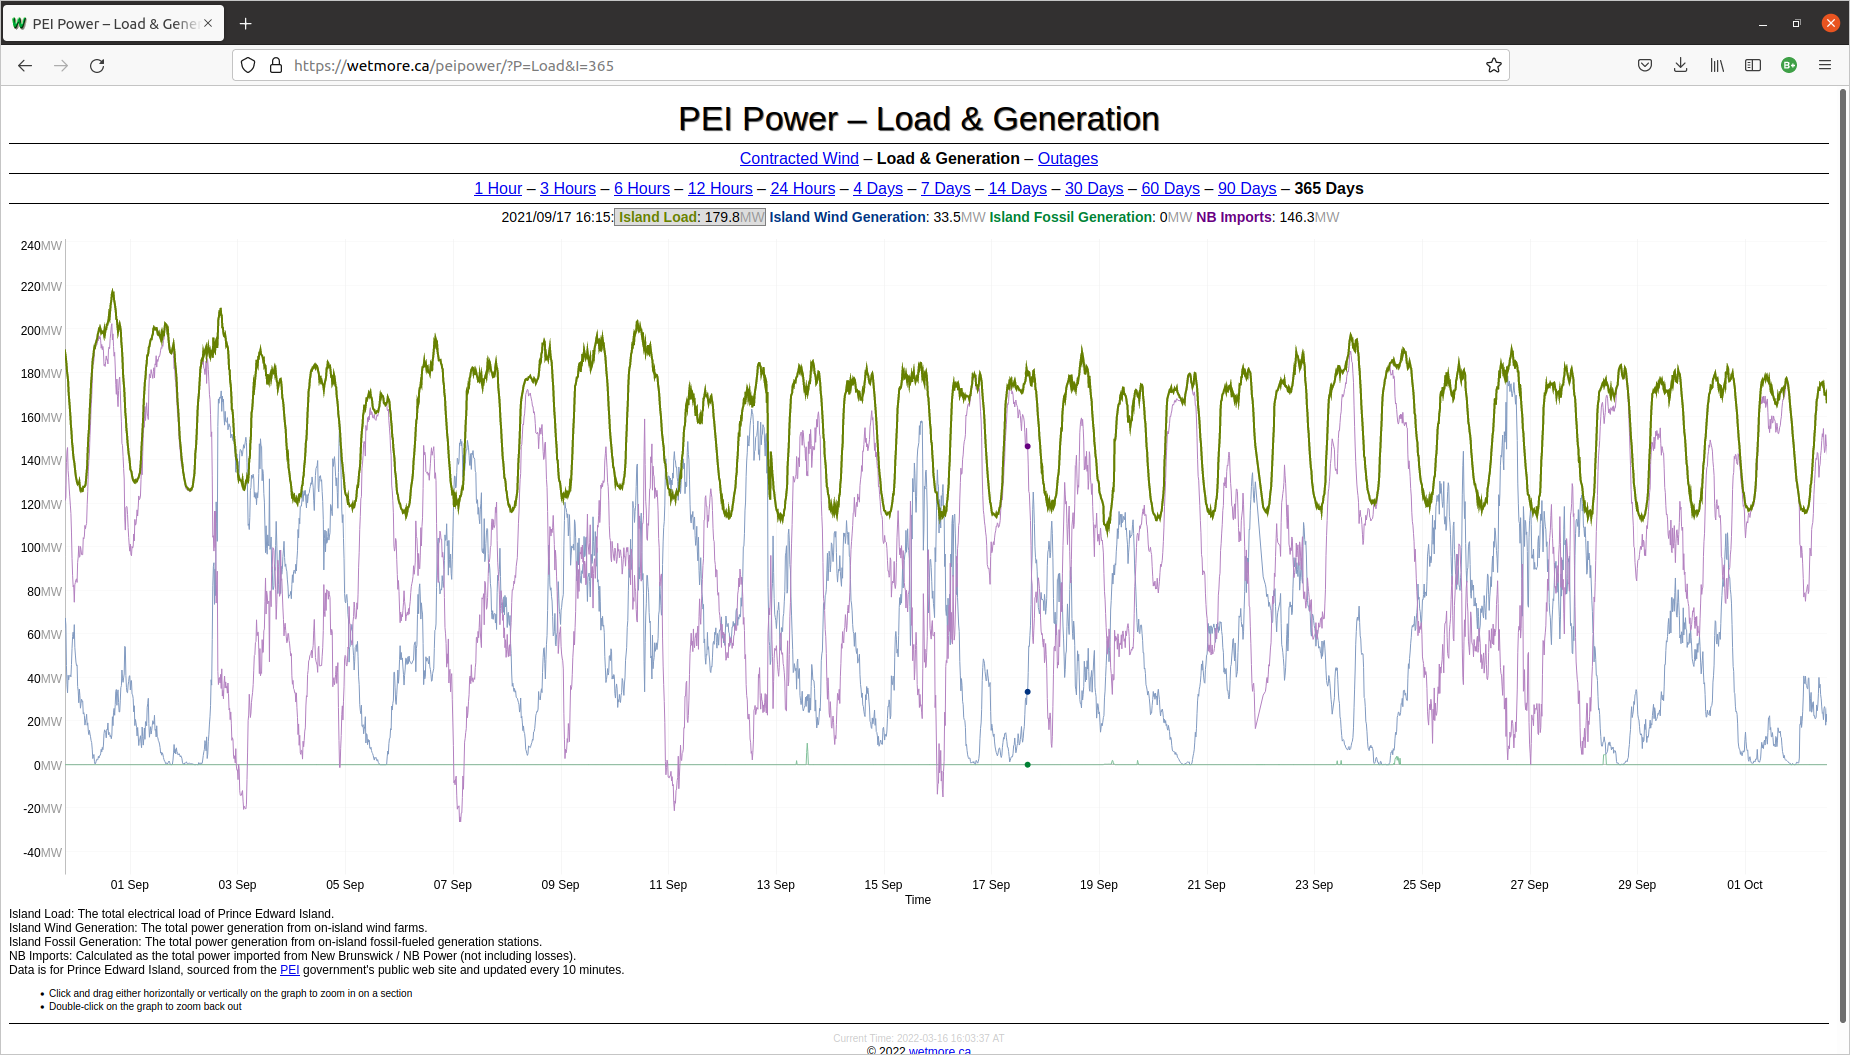 PEI Power – Load & Gene
https://wetmore.ca/peipower/?P=Load&I=365
B+
PEI Power – Load & Generation
Contracted Wind – Load & Generation – Outages
1 Hour – 3 Hours – 6 Hours – 12 Hours – 24 Hours – 4 Days – 7 Days – 14 Days – 30 Days – 60 Days – 90 Days – 365 Days
2021/09/17 16:15: Island Load: 179.8MW Island Wind Generation: 33.5MW Island Fossil Generation: 0MW NB Imports: 146.3MW
240MW
220MW
200MW
180MW
160MW
140MW
120MW
100MW
80MW
60MW
40MW
20MW
0MW
-20MW
-40MW
01 Sep 03 Sep 05 Sep 07 Sep 09 Sep 11 Sep 13 Sep 15 Sep 17 Sep 19 Sep 21 Sep 23 Sep 25 Sep 27 Sep 29 Sep 01 Oct
Time
Island Load: The total electrical load of Prince Edward Island.
Island Wind Generation: The total power generation from on-island wind farms.
Island Fossil Generation: The total power generation from on-island fossil-fueled generation stations.
NB Imports: Calculated as the total power imported from New Brunswick / NB Power (not including losses).
Data is for Prince Edward Island, sourced from the PEI government's public web site and updated every 10 minutes.
• Click and drag either horizontally or vertically on the graph to zoom in on a section
• Double-click on the graph to zoom back out
Current Time: 2022-03-16 16:03:37 AT
© 2022 wetmore.ca